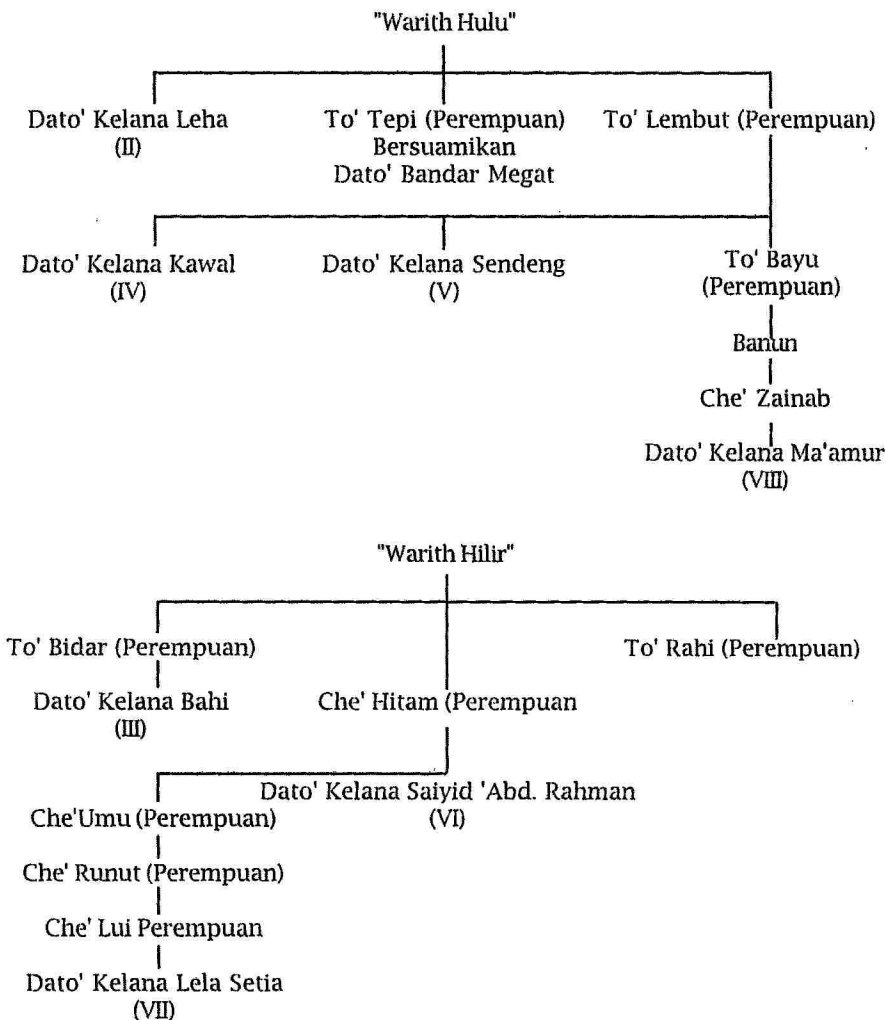 "Warith Hulu"
Dato' Kelana Leha
(II)
To' Tepi (Perempuan)
Bersuamikan
Dato' Bandar Megat
To' Lembut (Perempuan)
Dato' Kelana Kawal
(IV)
Dato' Kelana Sendeng
(V)
To' Bayu
(Perempuan)
Banun
Che' Zainab
Dato' Kelana Ma'amur
(VIII)
"Warith Hilir"
To' Bidar (Perempuan)
Dato' Kelana Bahi
(III)
Che' Hitam (Perempuan
To' Rahi (Perempuan)
Dato' Kelana Saiyid 'Abd. Rahman
(VI)
Che'Umu (Perempuan)
Che' Runut (Perempuan)
Che' Lui Perempuan
Dato' Kelana Lela Setia
(VII)